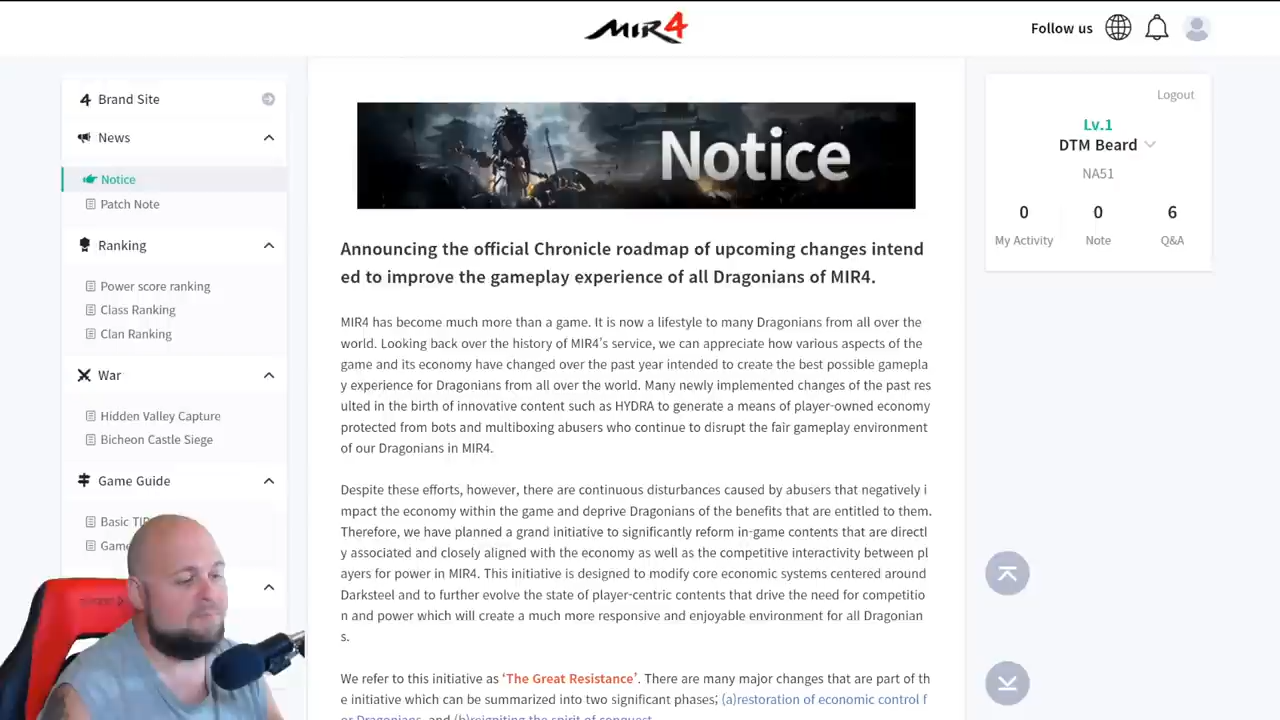 MIR4
Follow us
4 Brand Site
News
Notice
Patch Note
Ranking
Power score ranking
Class Ranking
Clan Ranking
War
Hidden Valley Capture
Bicheon Castle Siege
Game Guide
Basic
Notice
Announcing the official Chronicle roadmap of upcoming changes intend
ed to improve the gameplay experience of all Dragonians of MIR4.
MIR4 has become much more than a game. It is now a lifestyle to many Dragonians from all over the
world. Looking back over the history of MIR4's service, we can appreciate how various aspects of the
game and its economy have changed over the past year intended to create the best possible gamepla
y experience for Dragonians from all over the world. Many newly implemented changes of the past res
ulted in the birth of innovative content such as HYDRA to generate a means of player-owned economy
protected from bots and multiboxing abusers who continue to disrupt the fair gameplay environment
of our Dragonians in MIR4.
Despite these efforts, however, there are continuous disturbances caused by abusers that negatively i
mpact the economy within the game and deprive Dragonians of the benefits that are entitled to them.
Therefore, we have planned a grand initiative to significantly reform in-game contents that are directl
y associated and closely aligned with the economy as well as the competitive interactivity between pl
ayers for power in MIR4. This initiative is designed to modify core economic systems centered around
Darksteel and to further evolve the state of player-centric contents that drive the need for competitio
n and power which will create a much more responsive and enjoyable environment for all Dragonian
s.
We refer to this initiative as 'The Great Resistance'. There are many major changes that are part of th
e initiative which can be summarized into two significant phases; (a)restoration of economic control f
or Dragonians, and (b)reigniting the spirit of conquest.
Logout
Lv.1
DTM Beard
NA51
0 0 6
My Activity Note Q&A